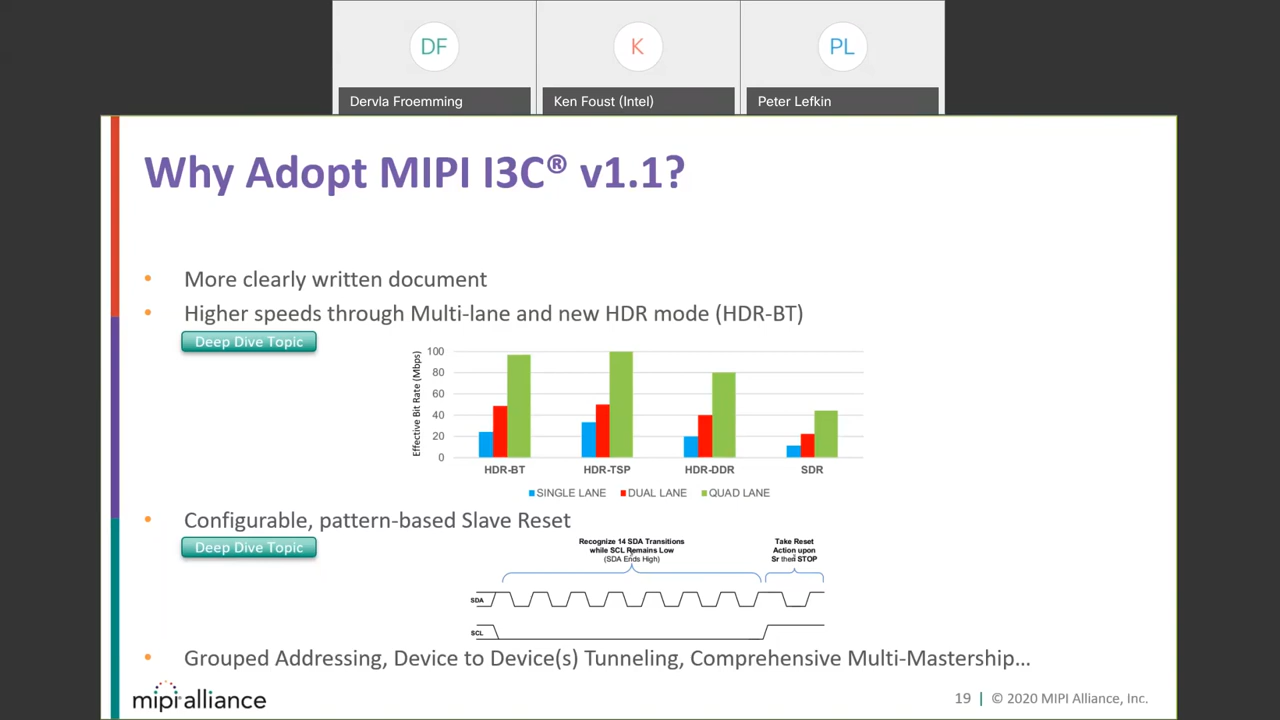 DF
K
PL
Dervla Froemming
Ken Foust (Intel)
Peter Lefkin
Why Adopt MIPI I3C® v1.1?
• More clearly written document
• Higher speeds through Multi-lane and new HDR mode (HDR-BT)
Deep Dive Topic
Effective Bit Rate (Mbps)
100
80
60
40
20
0
HDR-BT
HDR-TSP
HDR-DDR
SDR
SINGLE LANE
DUAL LANE
QUAD LANE
• Configurable, pattern-based Slave Reset
Deep Dive Topic
Recognize 14 SDA Transitions
while SCL Remains Low
(SDA Ends High)
Take Reset
Action upon
Sr then STOP
SDA
SCL
• Grouped Addressing, Device to Device(s) Tunneling, Comprehensive Multi-Mastership…
mipi alliance
19 | © 2020 MIPI Alliance, Inc.